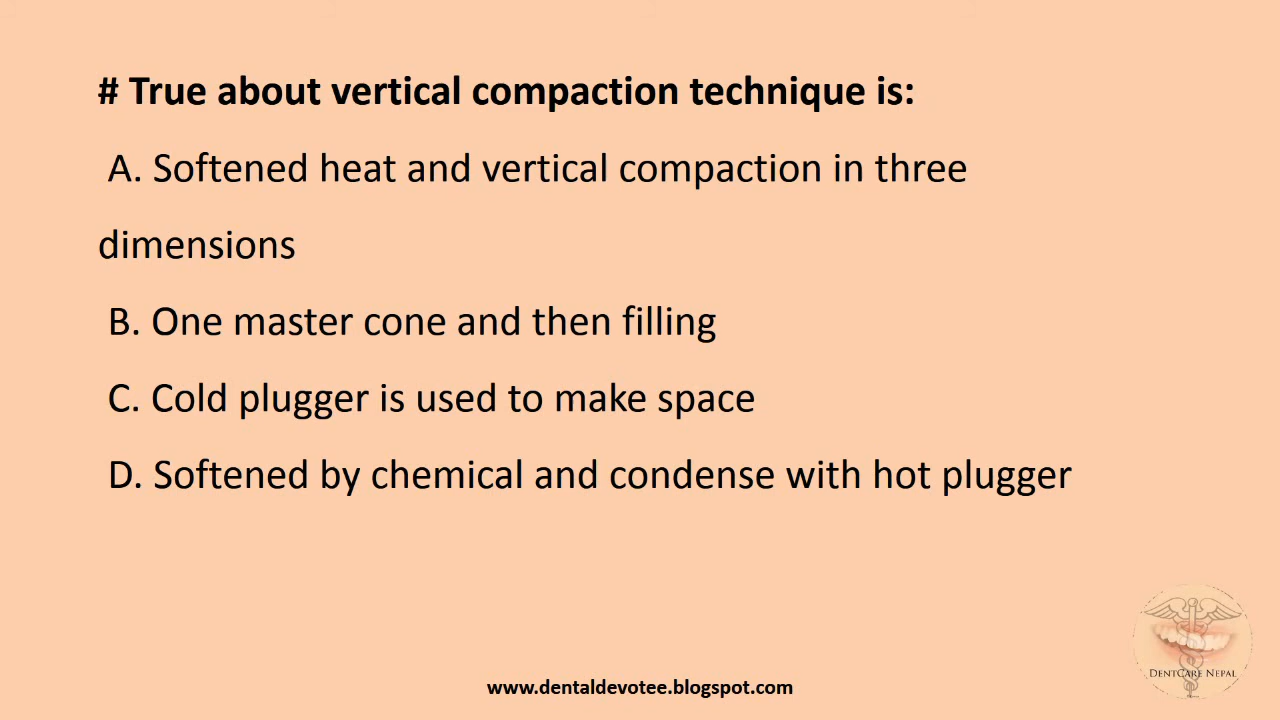 # True about vertical compaction technique is:
A. Softened heat and vertical compaction in three
dimensions
B. One master cone and then filling
C. Cold plugger is used to make space
D. Softened by chemical and condense with hot plugger
DENTCARE NEPAL
www.dentaldevotee.blogspot.com